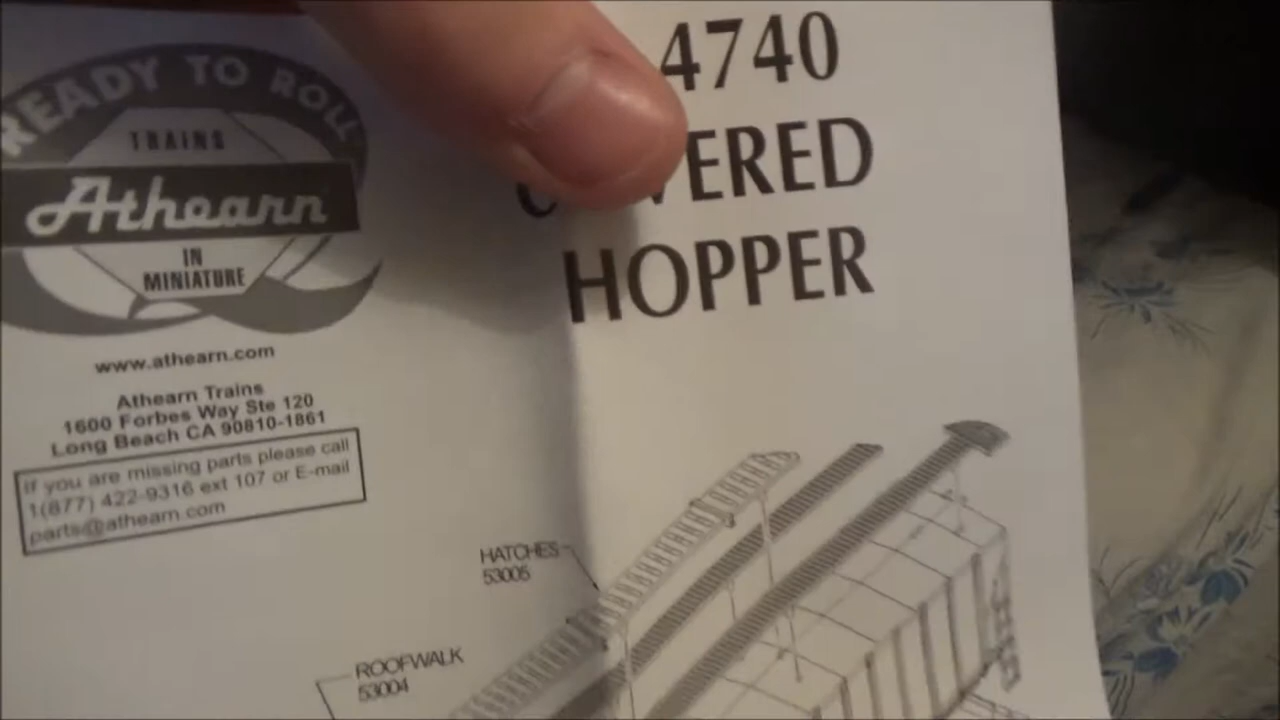 READY TO ROLL
TRAINS
Athearn
IN
MINIATURE
www.athearn.com
Athearn Trains
1600 Forbes Way Ste 120
Long Beach CA 90810-1861
If you are missing parts please call
1(877) 422-9316 ext 107 or E-mail
parts@athearn.com
4740
C VERED
HOPPER
HATCHES
53005
ROOFWALK
53004